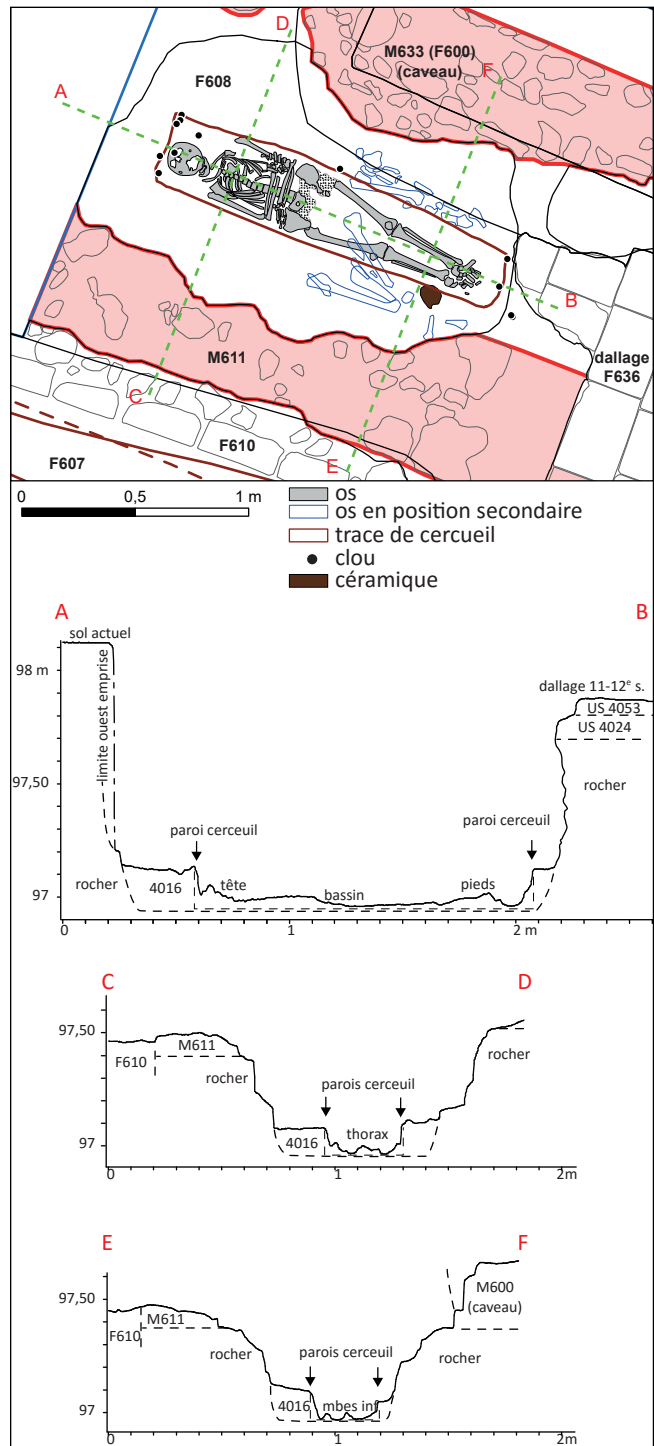 D
M633 (F600)
(caveau)
F
F608
A
B
M611
dallage
F636
C
F610
E
F607
0 0,5 1 m
os
os en position secondaire
trace de cercueil
clou
céramique
A B
sol actuel
98 m
dallage 11-12e s.
US 4053
US 4024
limite ouest emprise
97,50
rocher
paroi cerceuil paroi cerceuil
rocher 4016 tête bassin pieds
97
0 1 2 m
C D
97,50
M611
F610
rocher rocher
parois cerceuil
4016 thorax
97
0 1 2m
E F
M600
(caveau)
97,50
M611
F610
rocher rocher
parois cerceuil
4016 mbes inf
97
0 1 2m